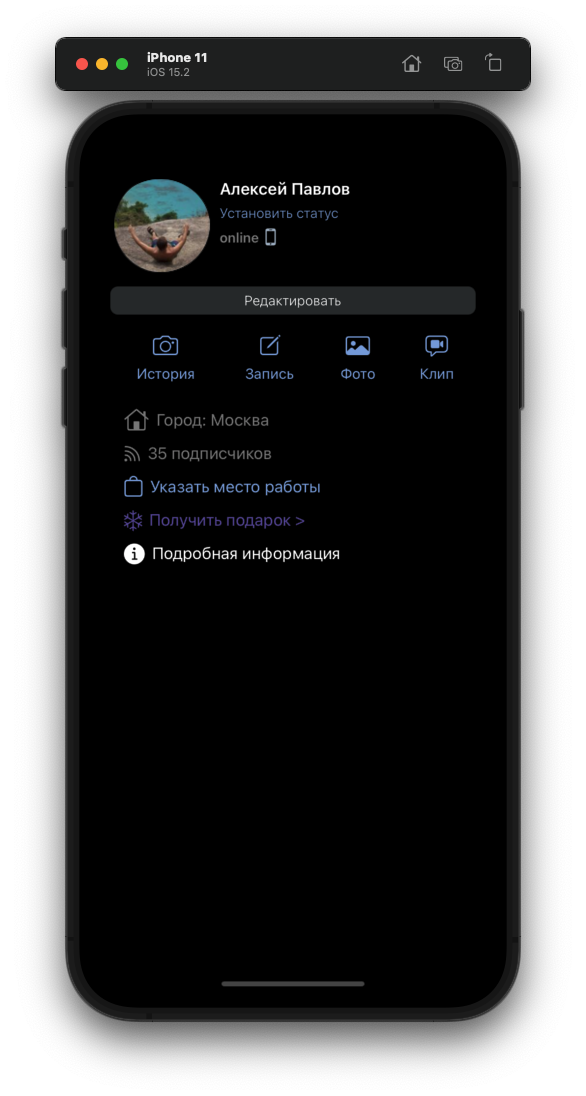 iPhone 11
iOS 15.2
Алексей Павлов
Установить статус
online
Редактировать
История Запись Фото Клип
Город: Москва
35 подписчиков
Указать место работы
Получить подарок >
Подробная информация